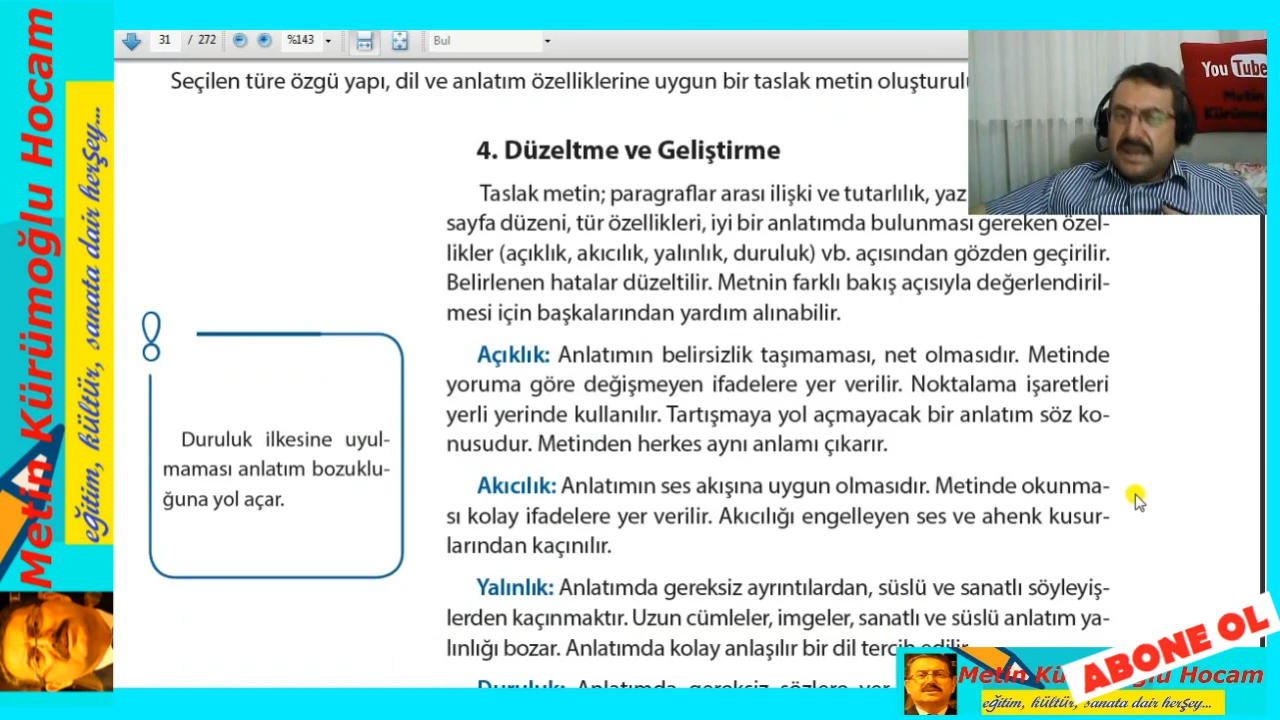 Metin Kürümoğlu Hocam
eğitim, kültür, sanata dair herşey...
31 / 272 %143 Bul
You Tube
Metin
Seçilen türe özgü yapı, dil ve anlatım özelliklerine uygun bir taslak metin
4. Düzeltme ve Geliştirme
Taslak metin; paragraflar arası ilişki ve tutarlılık,
sayfa düzeni, tür özellikleri, iyi bir anlatımda bulunması gereken özel-
likler (açıklık, akıcılık, yalınlık, duruluk) vb. açısından gözden geçirilir.
Belirlenen hatalar düzeltilir. Metnin farklı bakış açısıyla değerlendiril-
mesi için başkalarından yardım alınabilir.
Açıklık: Anlatımın belirsizlik taşımaması, net olmasıdır. Metinde
yoruma göre değişmeyen ifadelere yer verilir. Noktalama işaretleri
yerli yerinde kullanılır. Tartışmaya yol açmayacak bir anlatım söz ko-
nusudur. Metinden herkes aynı anlamı çıkarır.
Akıcılık: Anlatımın ses akışına uygun olmasıdır. Metinde okunma-
sı kolay ifadelere yer verilir. Akıcılığı engelleyen ses ve ahenk kusur-
larından kaçınılır.
Yalınlık: Anlatımda gereksiz ayrıntılardan, süslü ve sanatlı söyleyiş-
lerden kaçınmaktır. Uzun cümleler, imgeler, sanatlı ve süslü anlatım ya-
lınlığı bozar. Anlatımda kolay anlaşılır bir dil tercih edilir.
Duruluk: Anlatımda gereksiz sözlere yer
Duruluk ilkesine uyul-
maması anlatım bozuklu-
ğuna yol açar.
ABONE OL
Metin Hocam
eğitim, kültür, sanata dair herşey...